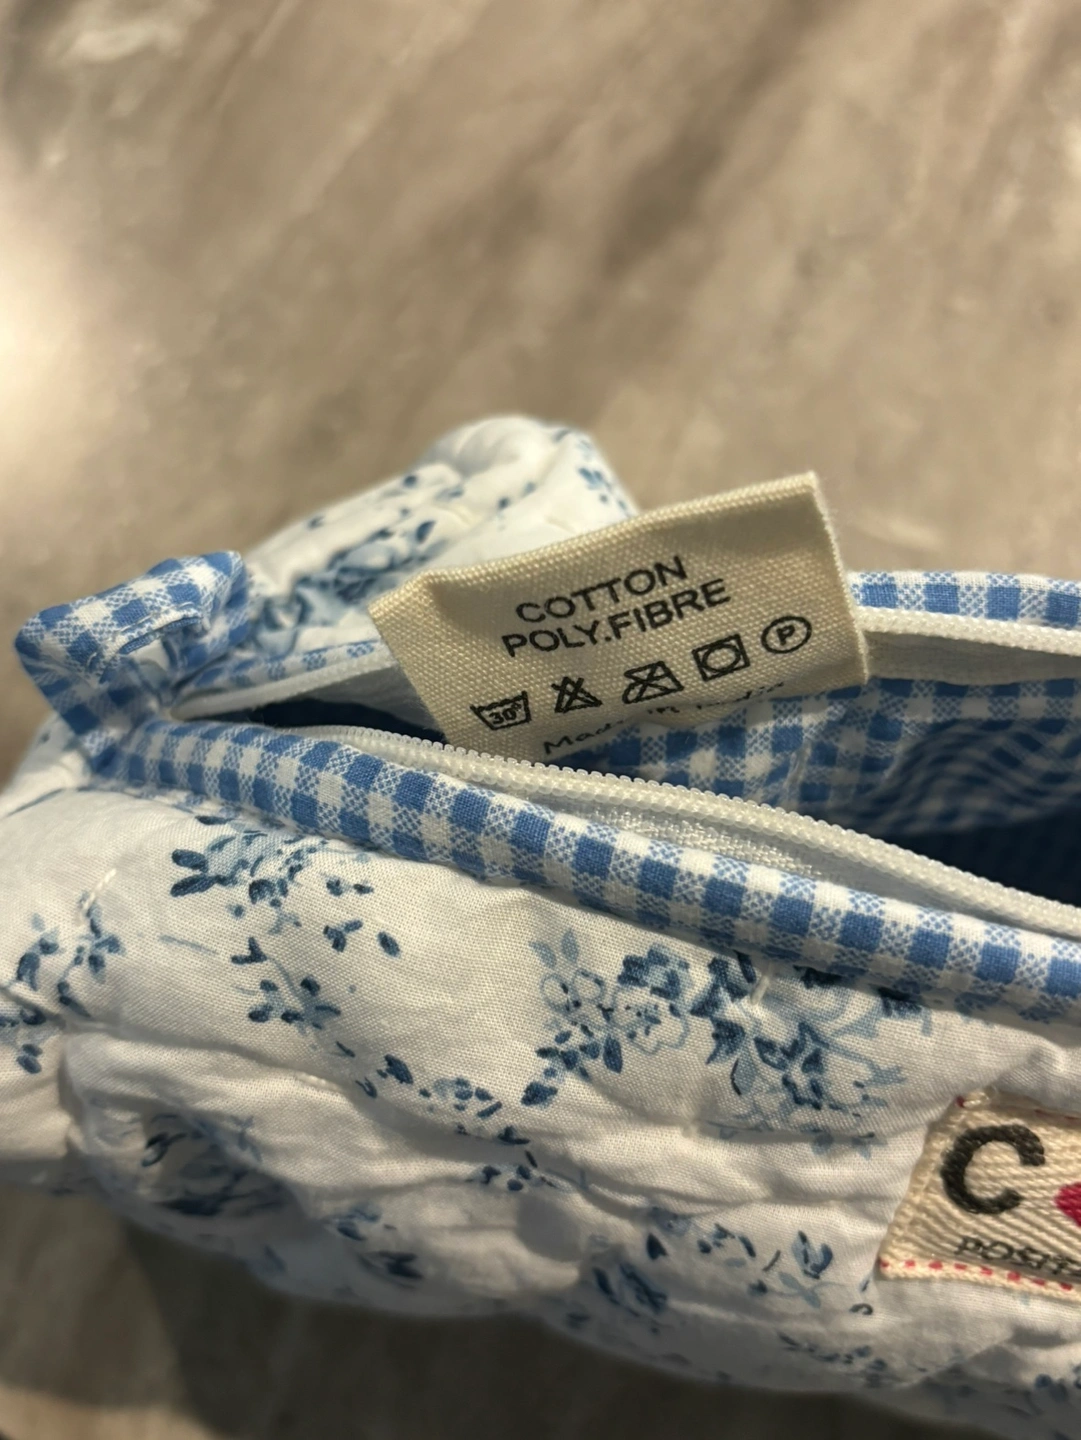 COTTON
POLY.FIBRE
30° P
Made in India
C